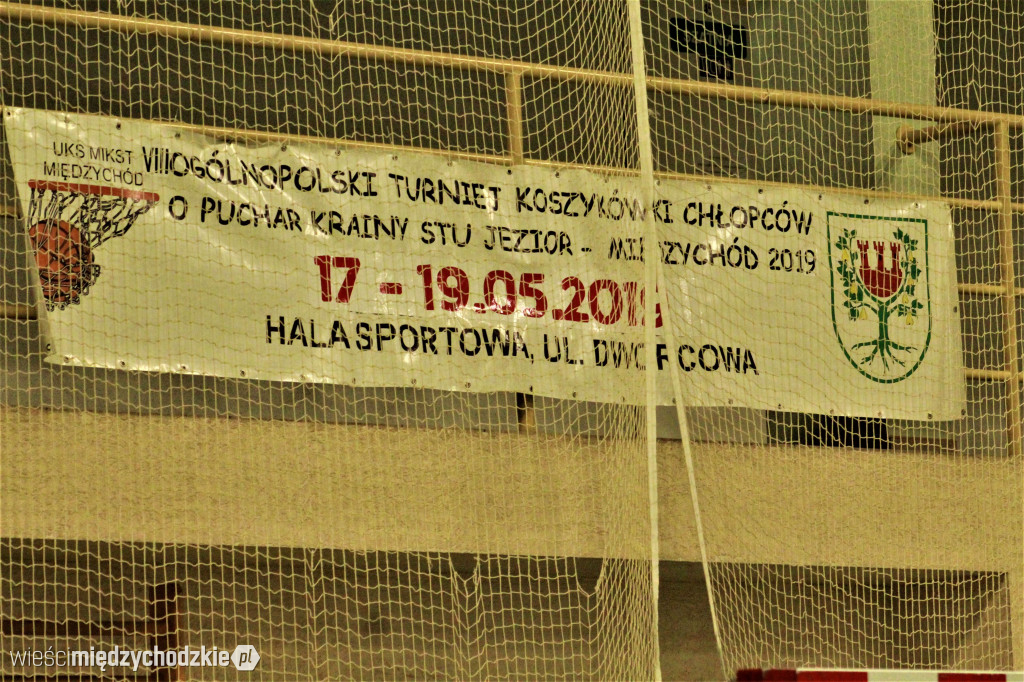 UKS MIKST
MIĘDZYCHÓD
VIII OGÓLNOPOLSKI TURNIEJ KOSZYKÓWKI CHŁOPCÓW
O PUCHAR KRAINY STU JEZIOR - MIĘDZYCHÓD 2019
17 - 19.05.2019
HALA SPORTOWA, UL. DWORCOWA
wieścimiędzychodzkie.pl